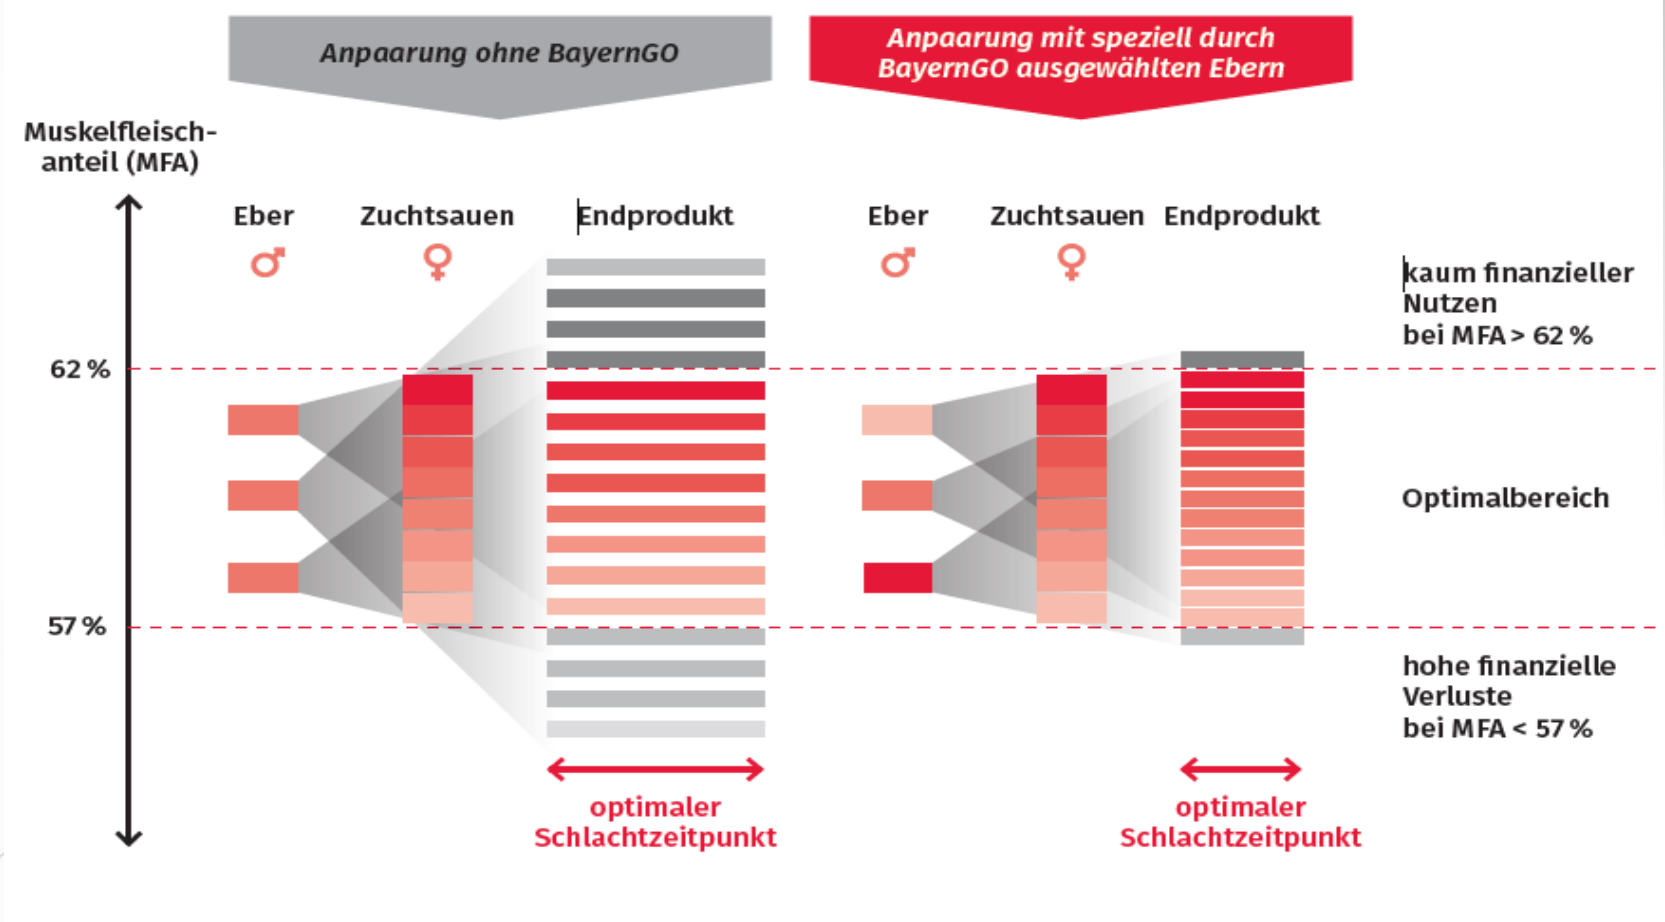 Anpaarung ohne BayernGO
Anpaarung mit speziell durch
BayernGO ausgewählten Ebern
Muskelfleisch-
anteil (MFA)
Eber
Zuchtsauen
Endprodukt
Eber
Zuchtsauen
Endprodukt
kaum finanzieller
Nutzen
bei MFA > 62 %
62 %
Optimalbereich
57 %
hohe finanzielle
Verluste
bei MFA < 57 %
optimaler
Schlachtzeitpunkt
optimaler
Schlachtzeitpunkt